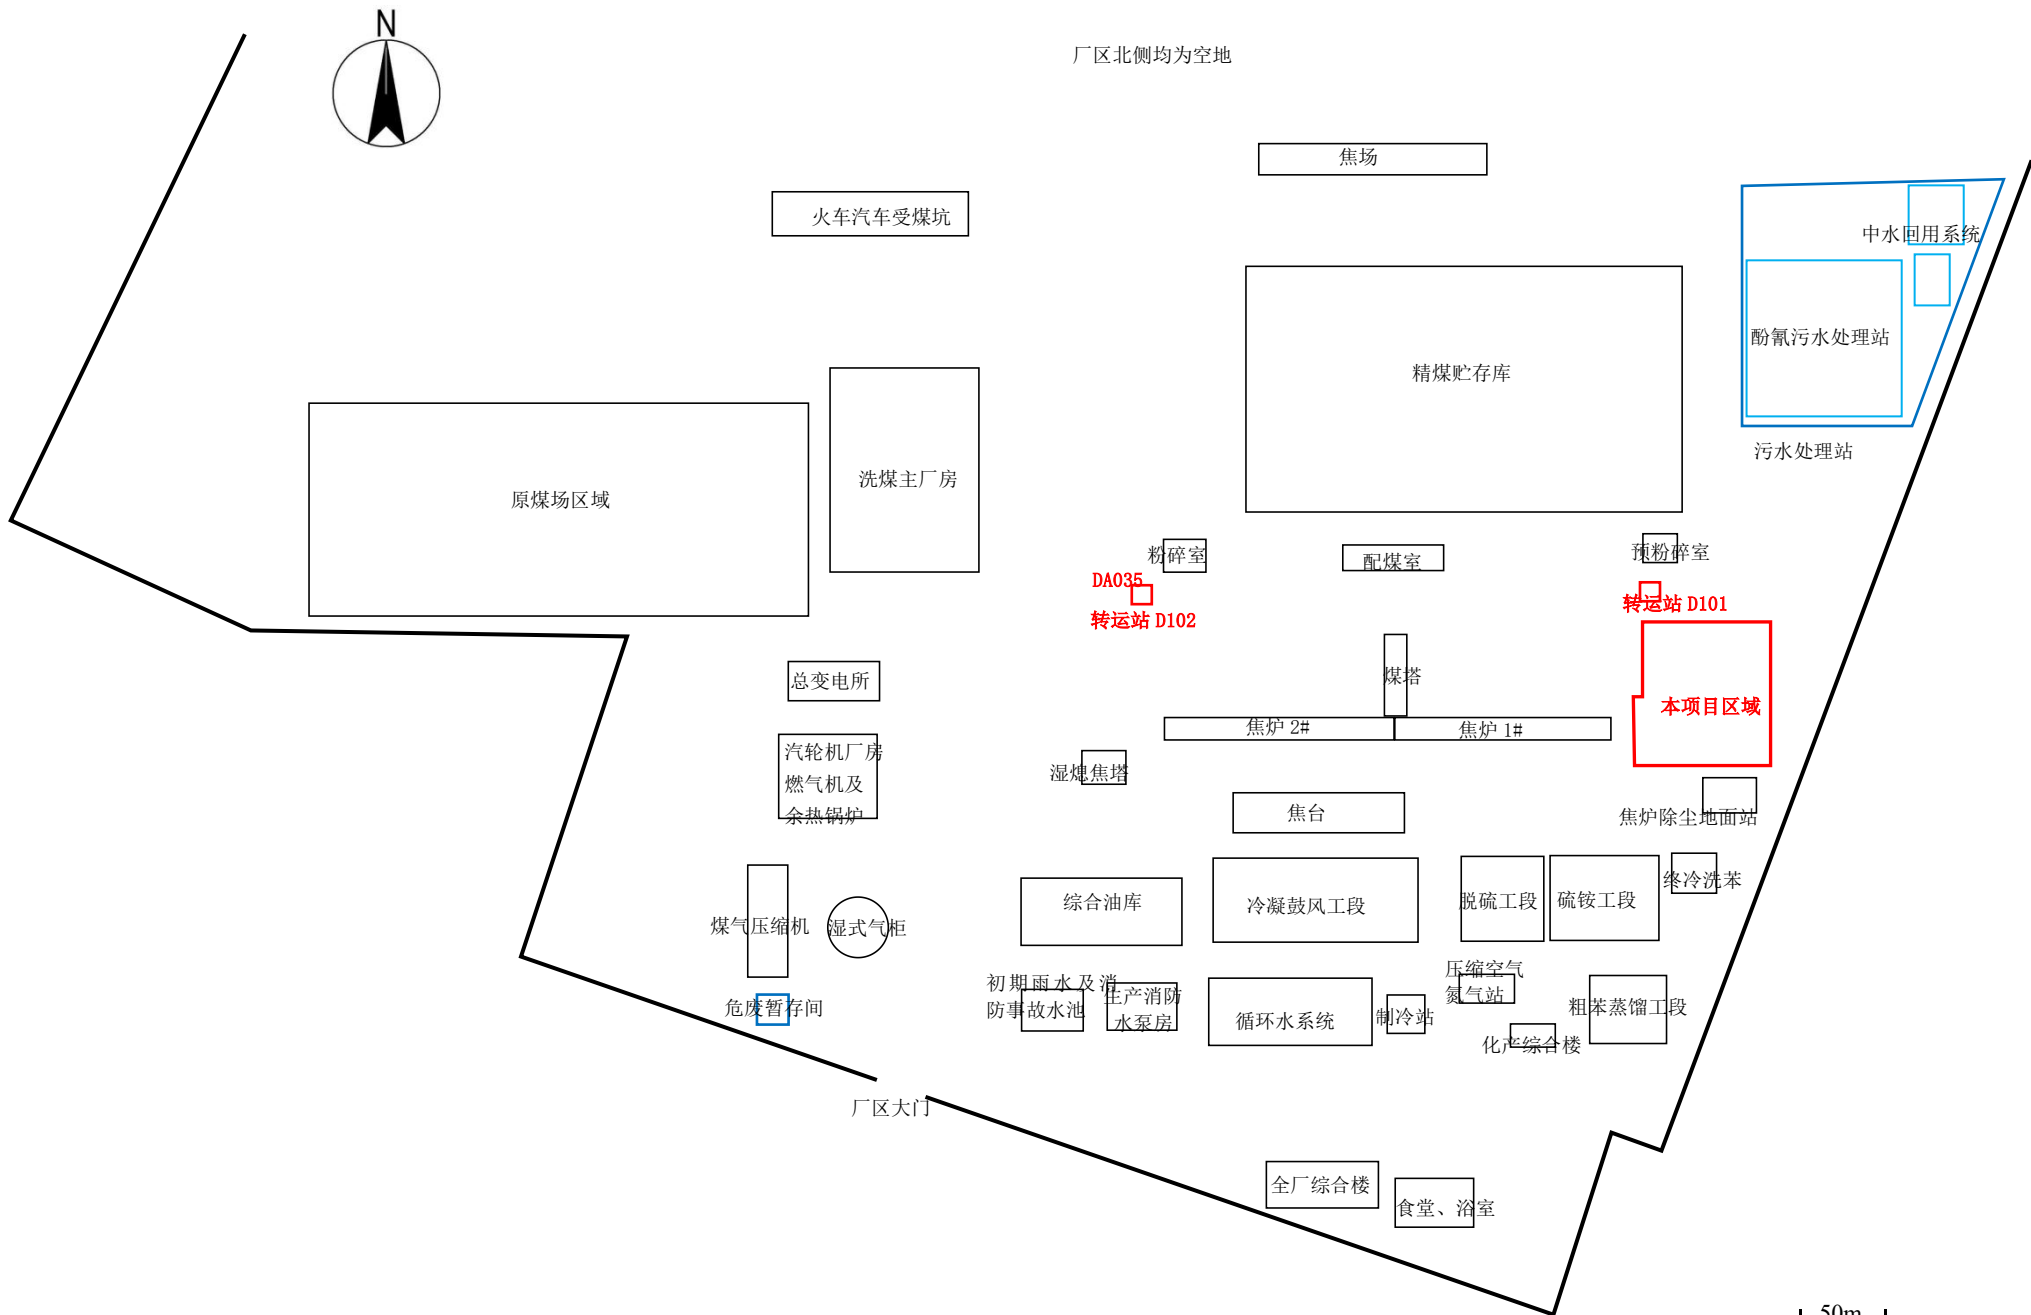 N
厂区北侧均为空地
焦场
火车汽车受煤坑
中水回用系统
酚氰污水处理站
精煤贮存库
污水处理站
洗煤主厂房
原煤场区域
粉碎室
配煤室
预粉碎室
DA035
转运站 D102
转运站 D101
煤塔
总变电所
本项目区域
焦炉 2#
焦炉 1#
汽轮机厂房
燃气机及
余热锅炉
湿熄焦塔
焦台
焦炉除尘地面站
终冷洗苯
综合油库
冷凝鼓风工段
脱硫工段
硫铵工段
煤气压缩机
湿式气柜
初期雨水及消
防事故水池
生产消防
水泵房
压缩空气
氮气站
危废暂存间
循环水系统
制冷站
粗苯蒸馏工段
化产综合楼
厂区大门
全厂综合楼
食堂、浴室
50m